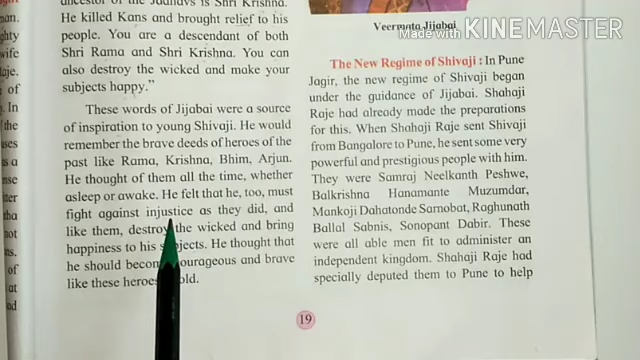 ancestor of the Jadhavs is Shri Krishna.
He killed Kans and brought relief to his
people. You are a descendant of both
Shri Rama and Shri Krishna. You can
also destroy the wicked and make your
subjects happy."
These words of Jijabai were a source
of inspiration to young Shivaji. He would
remember the brave deeds of heroes of the
past like Rama, Krishna, Bhim, Arjun.
He thought of them all the time, whether
asleep or awake. He felt that he, too, must
fight against injustice as they did, and
like them, destroy the wicked and bring
happiness to his subjects. He thought that
he should become courageous and brave
like these heroes old.
Veermata Jijabai
Made with KINEMASTER
The New Regime of Shivaji : In Pune
Jagir, the new regime of Shivaji began
under the guidance of Jijabai. Shahaji
Raje had already made the preparations
for this. When Shahaji Raje sent Shivaji
from Bangalore to Pune, he sent some very
powerful and prestigious people with him.
They were Samraj Neelkanth Peshwe,
Balkrishna Hanamante Muzumdar,
Mankoji Dahatonde Sarnobat, Raghunath
Ballal Sabnis, Sonopant Dabir. These
were all able men fit to administer an
independent kingdom. Shahaji Raje had
specially deputed them to Pune to help
19